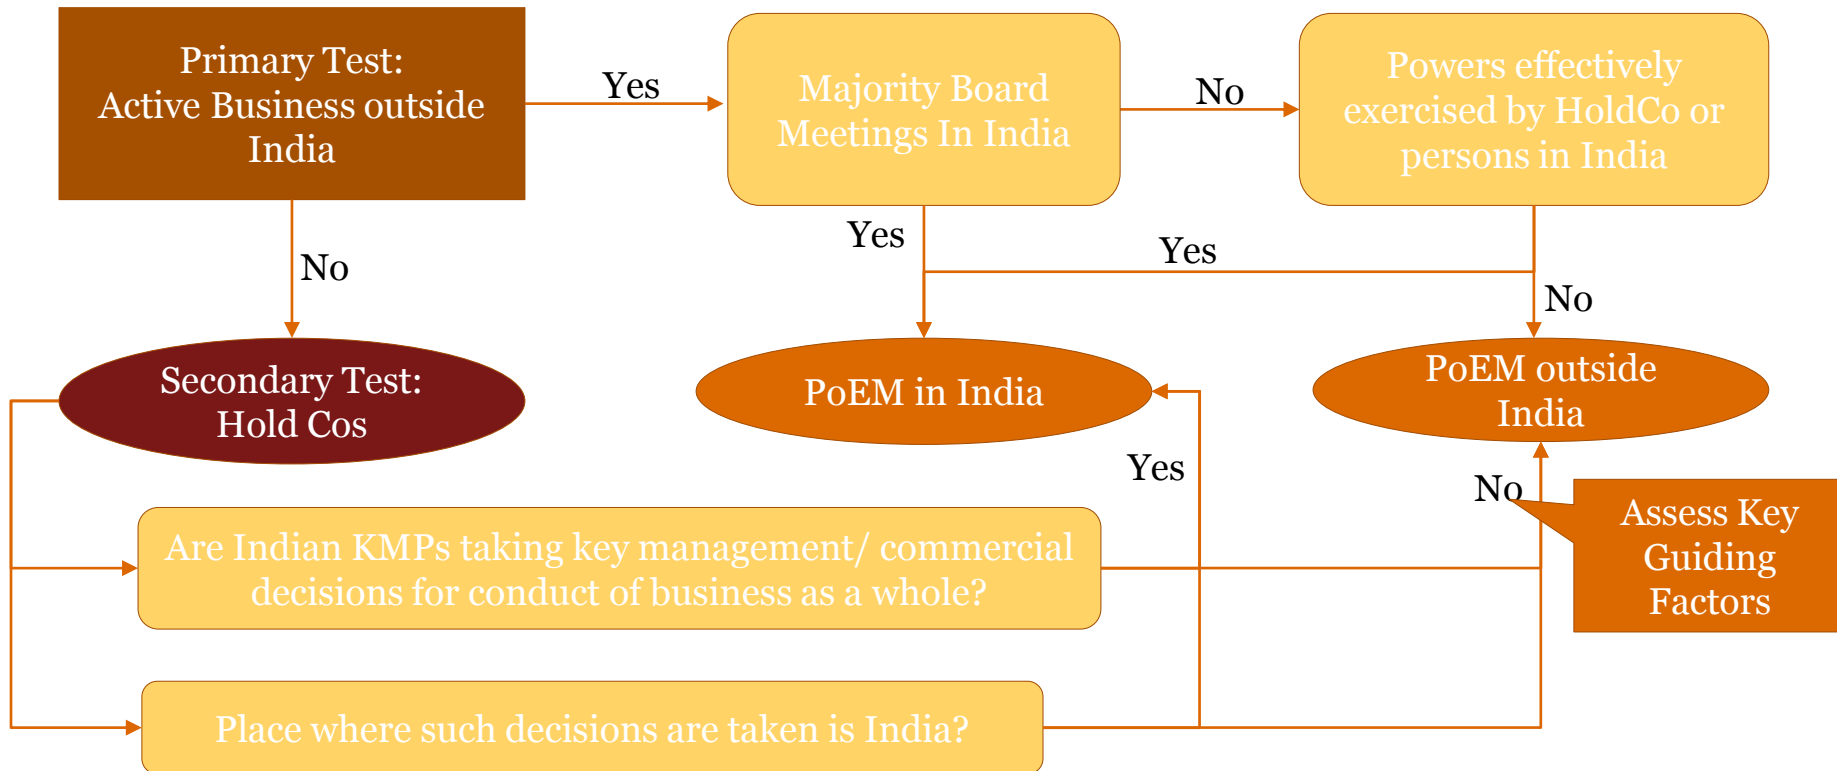 Primary Test:
Active Business outside
India
Yes
Majority Board
Meetings In India
No
Powers effectively
exercised by HoldCo or
persons in India
Yes
Yes
No
No
Secondary Test:
Hold Cos
PoEM in India
PoEM outside
India
Yes
No
Assess Key
Guiding
Factors
Are Indian KMPs taking key management/ commercial
decisions for conduct of business as a whole?
Place where such decisions are taken is India?